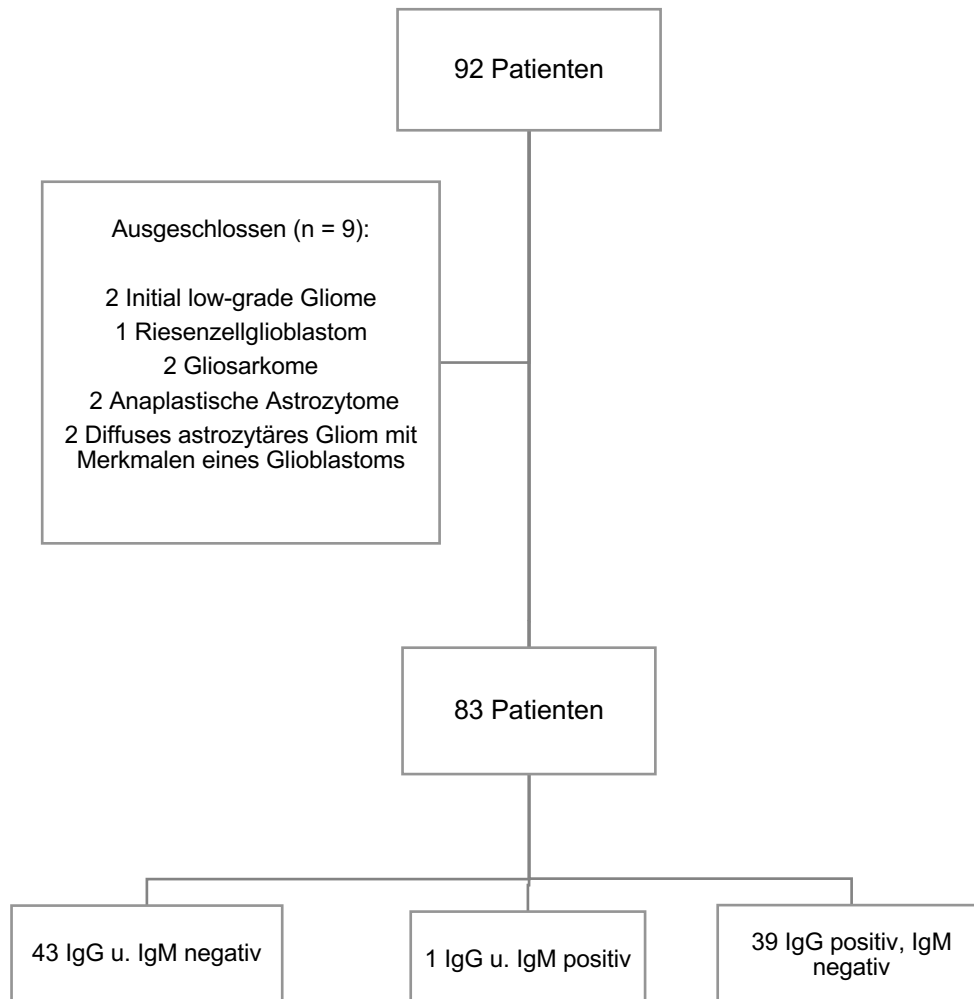 92 Patienten
Ausgeschlossen (n = 9):
2 Initial low-grade Gliome
1 Riesenzellglioblastom
2 Gliosarkome
2 Anaplastische Astrozytome
2 Diffuses astrozytäres Gliom mit
Merkmalen eines Glioblastoms
83 Patienten
43 IgG u. IgM negativ
1 IgG u. IgM positiv
39 IgG positiv, IgM
negativ